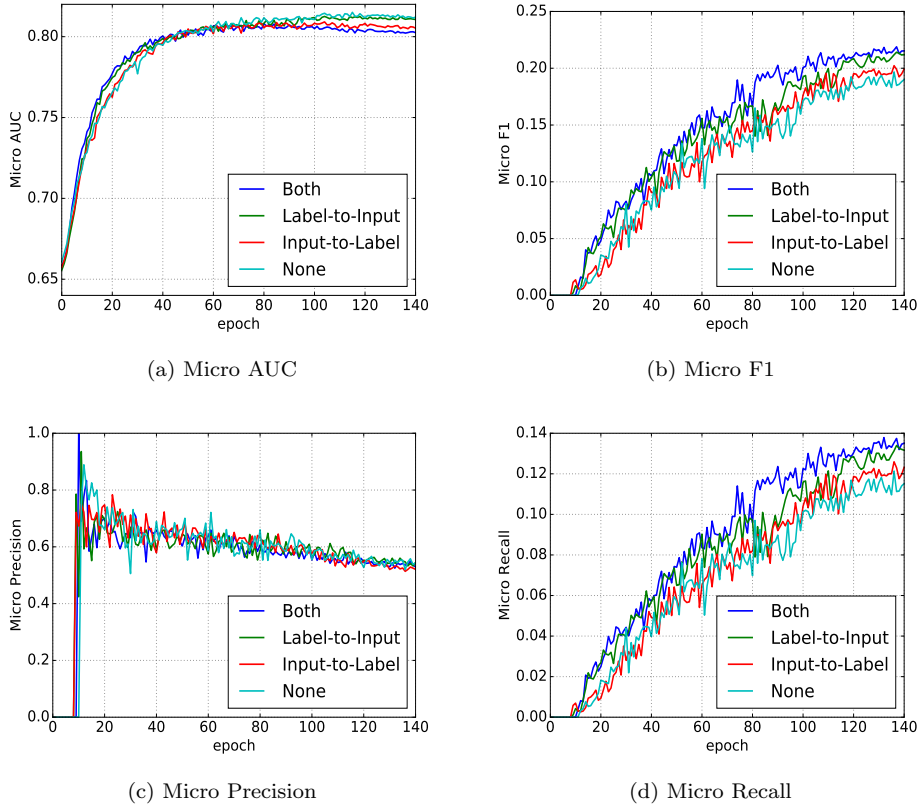 0.80
0.75
0.70
0.65
Micro AUC
0 20 40 60 80 100 120 140
epoch
Both
Label-to-Input
Input-to-Label
None
(a) Micro AUC
0.25
0.20
0.15
0.10
0.05
0.00
Micro F1
0 20 40 60 80 100 120 140
epoch
Both
Label-to-Input
Input-to-Label
None
(b) Micro F1
1.0
0.8
0.6
0.4
0.2
0.0
Micro Precision
0 20 40 60 80 100 120 140
epoch
Both
Label-to-Input
Input-to-Label
None
(c) Micro Precision
0.14
0.12
0.10
0.08
0.06
0.04
0.02
0.00
Micro Recall
0 20 40 60 80 100 120 140
epoch
Both
Label-to-Input
Input-to-Label
None
(d) Micro Recall